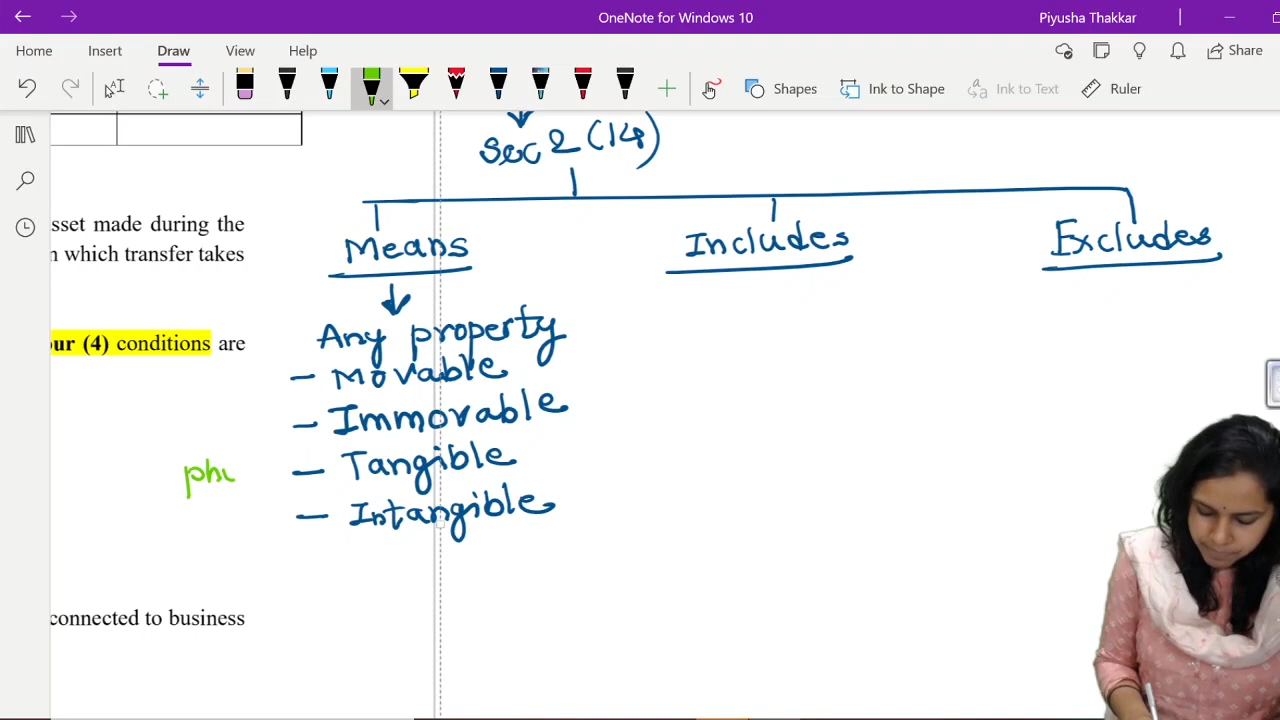 OneNote for Windows 10
Piyusha Thakkar
Home Insert Draw View Help
Share
Shapes Ink to Shape Ink to Text Ruler
Sec 2 (14)
sset made during the
n which transfer takes
Means Includes Excludes
Any property
our (4) conditions are
- Movable
- Immovable
- Tangible
- Intangible
connected to business